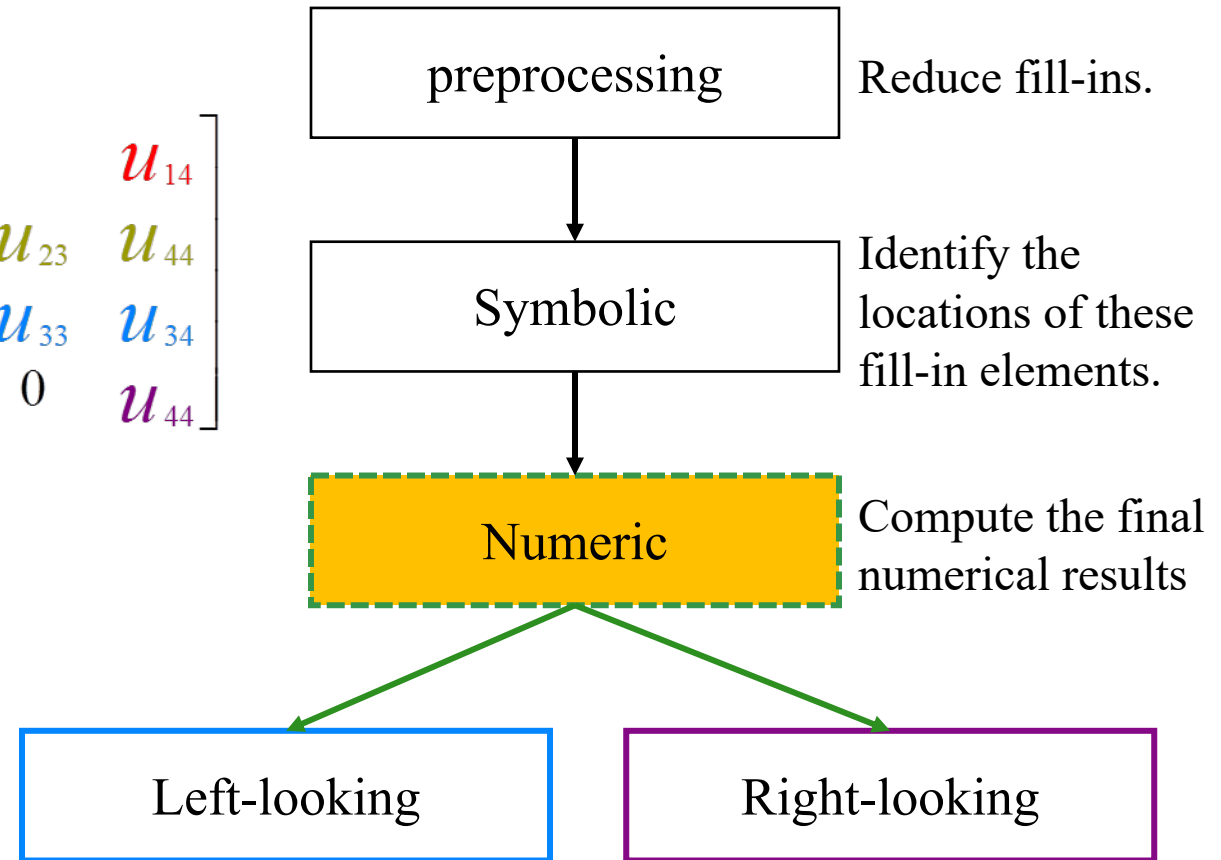 preprocessing
Reduce fill-ins.
u14
u23 u44
u33 u34
0 u44
Symbolic
Identify the
locations of these
fill-in elements.
Numeric
Compute the final
numerical results
Left-looking
Right-looking